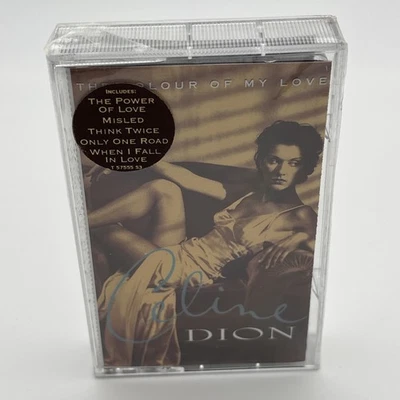 THE COLOUR OF MY LOVE
INCLUDES:
THE POWER
OF LOVE
MISLED
THINK TWICE
ONLY ONE ROAD
WHEN I FALL
IN LOVE
Celine
DION